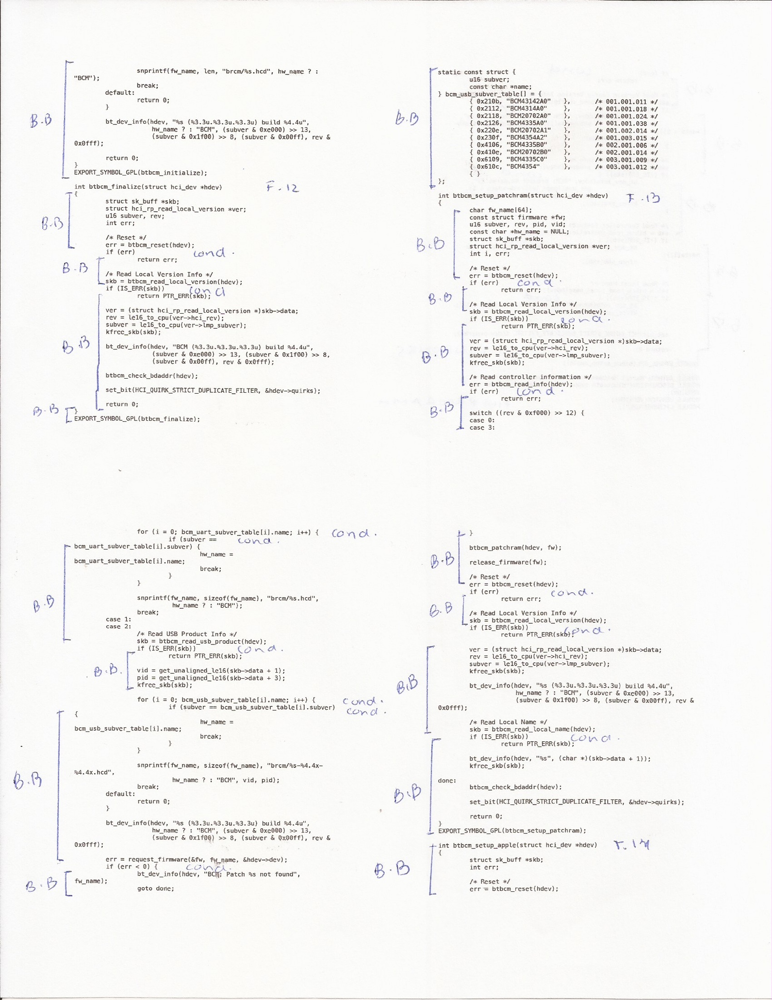 snprintf(fw_name, len, "brcm/%s.hcd", hw_name ? :
"BCM");
break;
default:
return 0;
}
B.B
bt_dev_info(hdev, "%s (%3.3u.%3.3u.%3.3u) build %4.4u",
hw_name ? : "BCM", (subver & 0xe000) >> 13,
(subver & 0x1f00) >> 8, (subver & 0x00ff), rev &
0x0fff);
return 0;
}
EXPORT_SYMBOL_GPL(btbcm_initialize);
int btbcm_finalize(struct hci_dev *hdev) F.12
{
struct sk_buff *skb;
struct hci_rp_read_local_version *ver;
u16 subver, rev;
B.B
int err;
/* Reset */
err = btbcm_reset(hdev);
if (err) cond.
return err;
B.B
/* Read Local Version Info */
skb = btbcm_read_local_version(hdev);
if (IS_ERR(skb)) cond
return PTR_ERR(skb);
ver = (struct hci_rp_read_local_version *)skb->data;
rev = le16_to_cpu(ver->hci_rev);
subver = le16_to_cpu(ver->lmp_subver);
kfree_skb(skb);
B.B
bt_dev_info(hdev, "BCM (%3.3u.%3.3u.%3.3u) build %4.4u",
(subver & 0xe000) >> 13, (subver & 0x1f00) >> 8,
(subver & 0x00ff), rev & 0x0fff);
btbcm_check_bdaddr(hdev);
set_bit(HCI_QUIRK_STRICT_DUPLICATE_FILTER, &hdev->quirks);
return 0;
B.B }
EXPORT_SYMBOL_GPL(btbcm_finalize);
static const struct {
u16 subver;
const char *name;
} bcm_usb_subver_table[] = {
{ 0x210b, "BCM43142A0" }, /* 001.001.011 */
{ 0x2112, "BCM4314A0" }, /* 001.001.018 */
B.B { 0x2118, "BCM20702A0" }, /* 001.001.024 */
{ 0x2126, "BCM4335A0" }, /* 001.001.038 */
{ 0x220e, "BCM20702A1" }, /* 001.002.014 */
{ 0x230f, "BCM4354A2" }, /* 001.003.015 */
{ 0x4106, "BCM4335B0" }, /* 002.001.006 */
{ 0x410e, "BCM20702B0" }, /* 002.001.014 */
{ 0x6109, "BCM4335C0" }, /* 003.001.009 */
{ 0x610c, "BCM4354" }, /* 003.001.012 */
{ }
};
int btbcm_setup_patchram(struct hci_dev *hdev) F.13
{
char fw_name[64];
const struct firmware *fw;
u16 subver, rev, pid, vid;
const char *hw_name = NULL;
struct sk_buff *skb;
B.B
struct hci_rp_read_local_version *ver;
int i, err;
/* Reset */
err = btbcm_reset(hdev);
if (err) cond.
return err;
B.B
/* Read Local Version Info */
skb = btbcm_read_local_version(hdev);
if (IS_ERR(skb)) cond.
return PTR_ERR(skb);
ver = (struct hci_rp_read_local_version *)skb->data;
rev = le16_to_cpu(ver->hci_rev);
B.B
subver = le16_to_cpu(ver->lmp_subver);
kfree_skb(skb);
/* Read controller information */
err = btbcm_read_info(hdev);
if (err) cond.
return err;
B.B
switch ((rev & 0xf000) >> 12) {
case 0:
case 3:
for (i = 0; bcm_uart_subver_table[i].name; i++) { cond.
if (subver == cond.
bcm_uart_subver_table[i].subver) {
hw_name =
bcm_uart_subver_table[i].name;
break;
}
}
B.B
snprintf(fw_name, sizeof(fw_name), "brcm/%s.hcd",
hw_name ? : "BCM");
break;
case 1:
case 2:
/* Read USB Product Info */
skb = btbcm_read_usb_product(hdev);
if (IS_ERR(skb)) cond.
return PTR_ERR(skb);
B.B.
vid = get_unaligned_le16(skb->data + 1);
pid = get_unaligned_le16(skb->data + 3);
kfree_skb(skb);
for (i = 0; bcm_usb_subver_table[i].name; i++) { cond.
if (subver == bcm_usb_subver_table[i].subver) cond.
{
hw_name =
bcm_usb_subver_table[i].name;
break;
}
}
snprintf(fw_name, sizeof(fw_name), "brcm/%s-%4.4x-
%4.4x.hcd",
B.B
hw_name ? : "BCM", vid, pid);
break;
default:
return 0;
}
bt_dev_info(hdev, "%s (%3.3u.%3.3u.%3.3u) build %4.4u",
hw_name ? : "BCM", (subver & 0xe000) >> 13,
(subver & 0x1f00) >> 8, (subver & 0x00ff), rev &
0x0fff);
err = request_firmware(&fw, fw_name, &hdev->dev);
if (err < 0) { cond.
bt_dev_info(hdev, "BCM: Patch %s not found",
B.B
fw_name);
goto done;
}
btbcm_patchram(hdev, fw);
B.B
release_firmware(fw);
/* Reset */
err = btbcm_reset(hdev);
if (err) cond.
return err;
B.B
/* Read Local Version Info */
skb = btbcm_read_local_version(hdev);
if (IS_ERR(skb)) cond.
return PTR_ERR(skb);
ver = (struct hci_rp_read_local_version *)skb->data;
rev = le16_to_cpu(ver->hci_rev);
subver = le16_to_cpu(ver->lmp_subver);
kfree_skb(skb);
B.B
bt_dev_info(hdev, "%s (%3.3u.%3.3u.%3.3u) build %4.4u",
hw_name ? : "BCM", (subver & 0xe000) >> 13,
(subver & 0x1f00) >> 8, (subver & 0x00ff), rev &
0x0fff);
/* Read Local Name */
skb = btbcm_read_local_name(hdev);
if (IS_ERR(skb)) cond.
return PTR_ERR(skb);
bt_dev_info(hdev, "%s", (char *)(skb->data + 1));
kfree_skb(skb);
done:
btbcm_check_bdaddr(hdev);
B.B
set_bit(HCI_QUIRK_STRICT_DUPLICATE_FILTER, &hdev->quirks);
return 0;
}
EXPORT_SYMBOL_GPL(btbcm_setup_patchram);
int btbcm_setup_apple(struct hci_dev *hdev) F.14
{
struct sk_buff *skb;
B.B
int err;
/* Reset */
err = btbcm_reset(hdev);